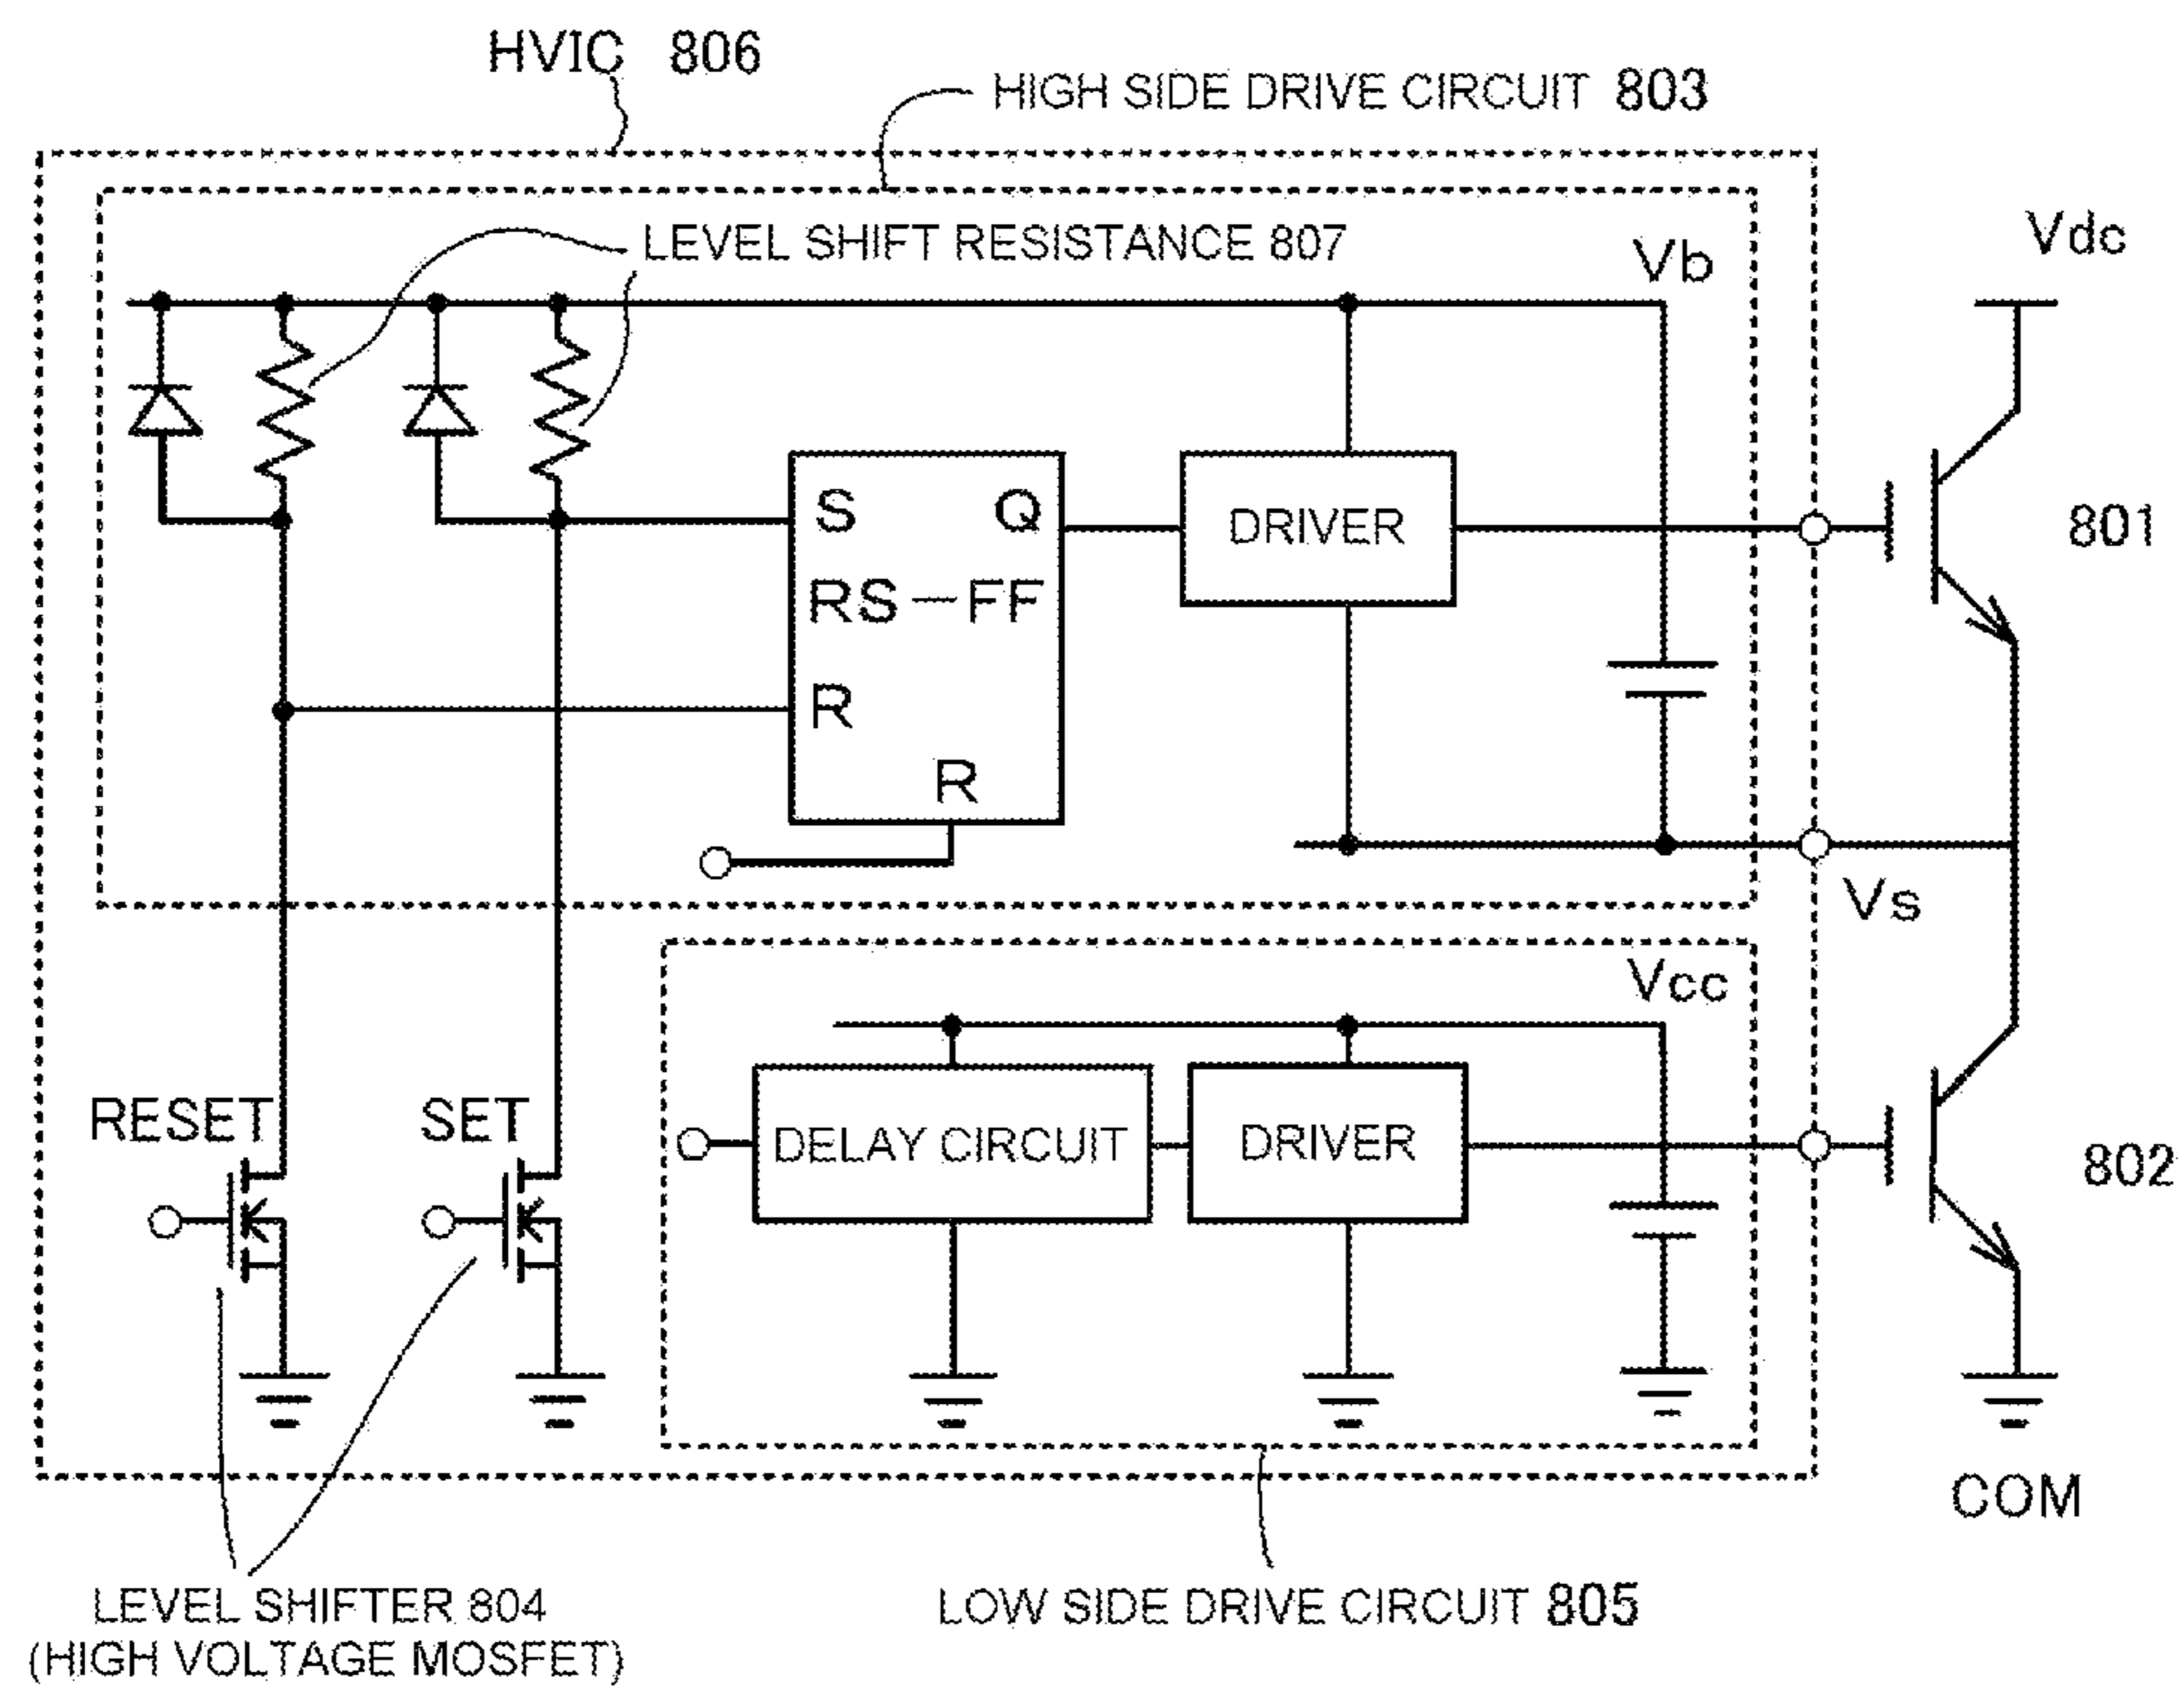 HVIC 806
HIGH SIDE DRIVE CIRCUIT 803
LEVEL SHIFT RESISTANCE 807
Vb
Vdc
S Q
DRIVER
801
RS-FF
R
R
Vs
Vcc
RESET
SET
DELAY CIRCUIT
DRIVER
802
COM
LEVEL SHIFTER 804
(HIGH VOLTAGE MOSFET)
LOW SIDE DRIVE CIRCUIT 805